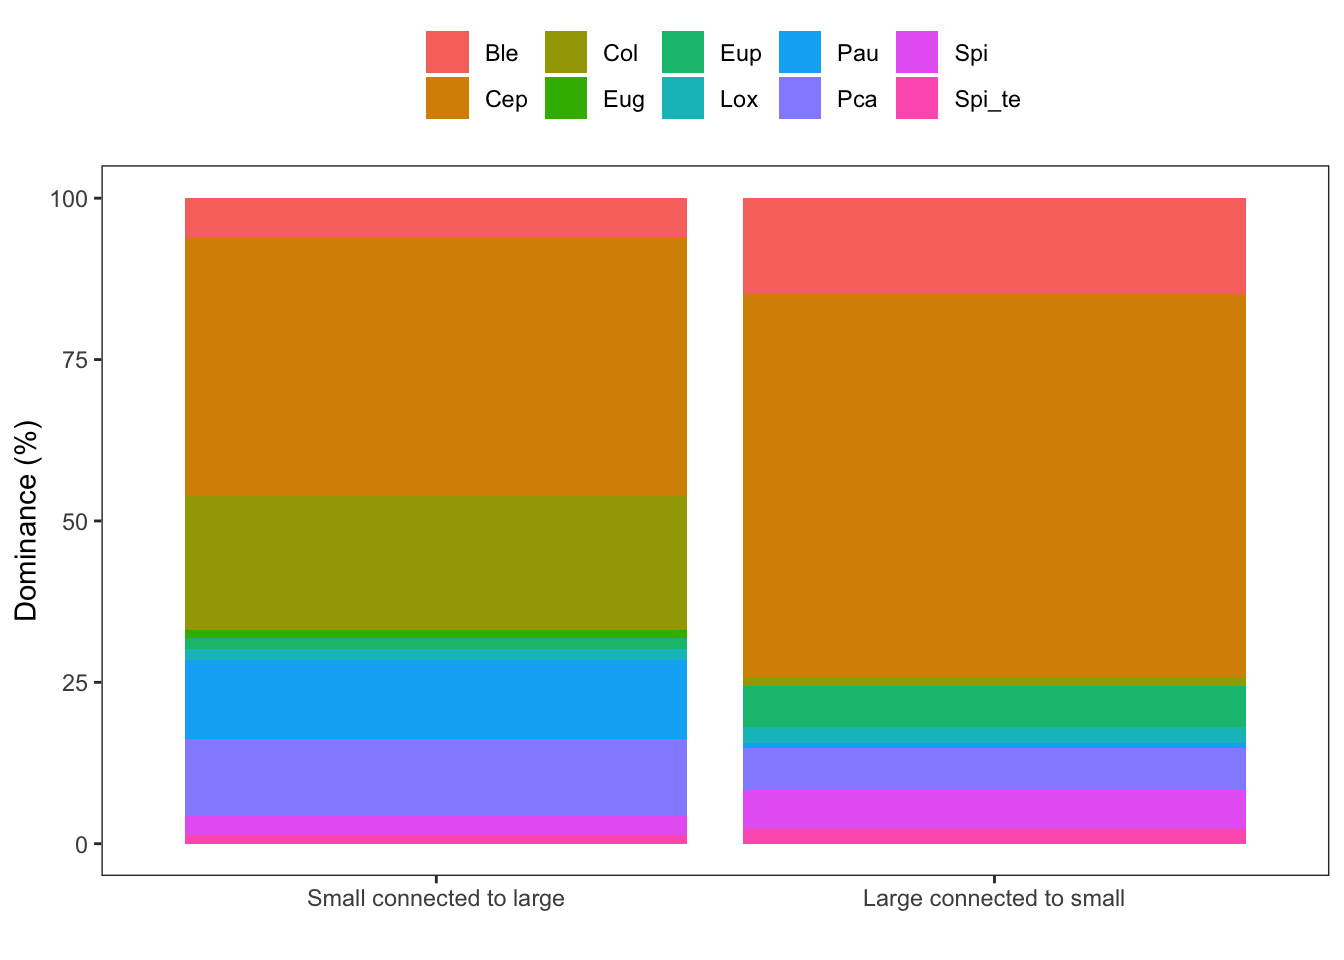 Ble Col Eup Pau Spi
Cep Eug Lox Pca Spi_te
Dominance (%)
100
75
50
25
0
Small connected to large Large connected to small